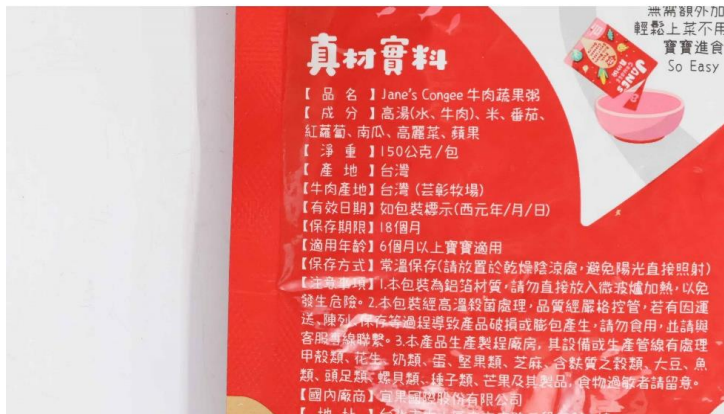 無需額外加
輕鬆上菜不用
寶寶進食
So Easy
JANE'S
真材實料
【品名】Jane's Congee 牛肉蔬果粥
【成分】高湯(水、牛肉)、米、番茄、
紅蘿蔔、南瓜、高麗菜、蘋果
【淨重】150公克/包
【產地】台灣
【牛肉產地】台灣 (芸彰牧場)
【有效日期】如包裝標示(西元年/月/日)
【保存期限】18個月
【適用年齡】6個月以上寶寶適用
【保存方式】常溫保存(請放置於乾燥陰涼處,避免陽光直接照射)
【注意事項】1.本包裝為鋁箔材質,請勿直接放入微波爐加熱,以免
發生危險。2.本包裝經高溫殺菌處理,品質經嚴格控管,若有因運
送、陳列、保存等過程導致產品破損或膨包產生,請勿食用,並請與
客服專線聯繫。3.本產品生產製程廠房,其設備或生產管線有處理
甲殼類、花生、奶類、蛋、堅果類、芝麻、含麩質之穀類、大豆、魚
類、頭足類、螺貝類、種子類、芒果及其製品,食物過敏者請留意。
【國內廠商】宜果國際股份有限公司